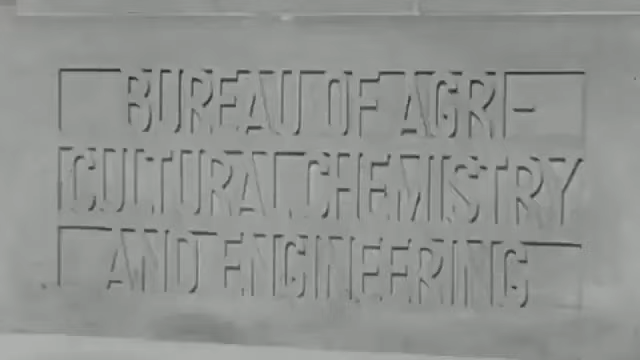 BUREAU OF AGRI-
CULTURAL CHEMISTRY
AND ENGINEERING